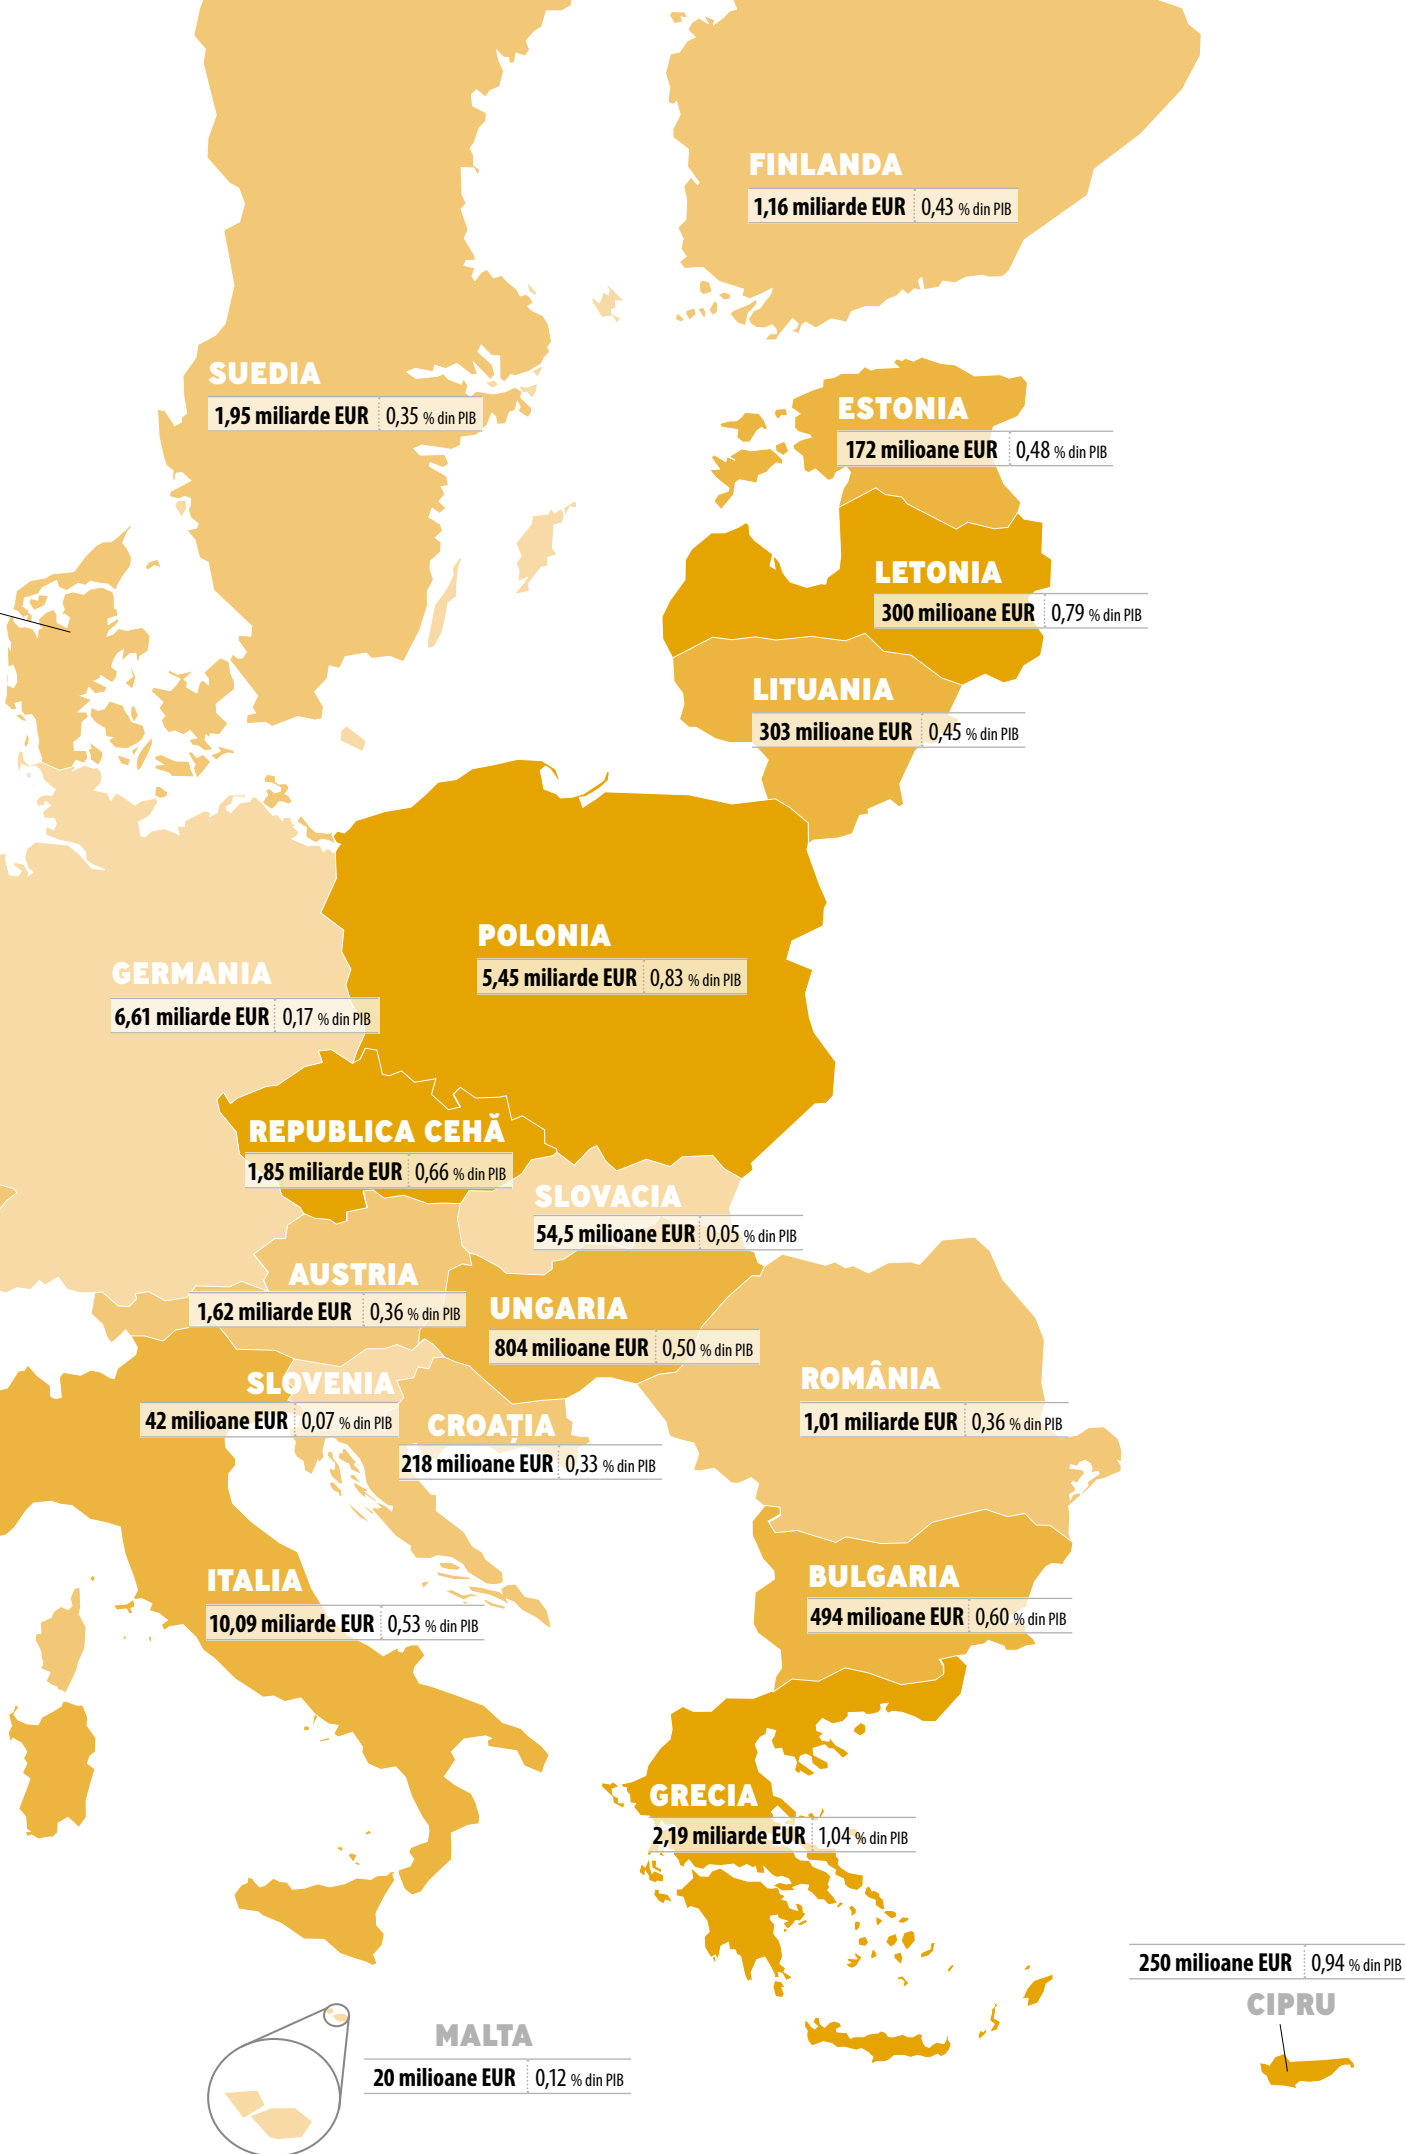 FINLANDA
1,16 miliarde EUR 0,43 % din PIB
SUEDIA
1,95 miliarde EUR 0,35 % din PIB
ESTONIA
172 milioane EUR 0,48 % din PIB
LETONIA
300 milioane EUR 0,79 % din PIB
LITUANIA
303 milioane EUR 0,45 % din PIB
POLONIA
5,45 miliarde EUR 0,83 % din PIB
GERMANIA
6,61 miliarde EUR 0,17 % din PIB
REPUBLICA CEHĂ
1,85 miliarde EUR 0,66 % din PIB
SLOVACIA
54,5 milioane EUR 0,05 % din PIB
AUSTRIA
1,62 miliarde EUR 0,36 % din PIB
UNGARIA
804 milioane EUR 0,50 % din PIB
SLOVENIA
42 milioane EUR 0,07 % din PIB
ROMÂNIA
1,01 miliarde EUR 0,36 % din PIB
CROAȚIA
218 milioane EUR 0,33 % din PIB
ITALIA
10,09 miliarde EUR 0,53 % din PIB
BULGARIA
494 milioane EUR 0,60 % din PIB
GRECIA
2,19 miliarde EUR 1,04 % din PIB
250 milioane EUR 0,94 % din PIB
CIPRU
MALTA
20 milioane EUR 0,12 % din PIB